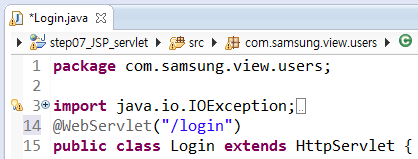 *Login.java
step07_JSP_servlet src com.samsung.view.users
1 package com.samsung.view.users;
2
3 import java.io.IOException;
14 @WebServlet("/login")
15 public class Login extends HttpServlet {